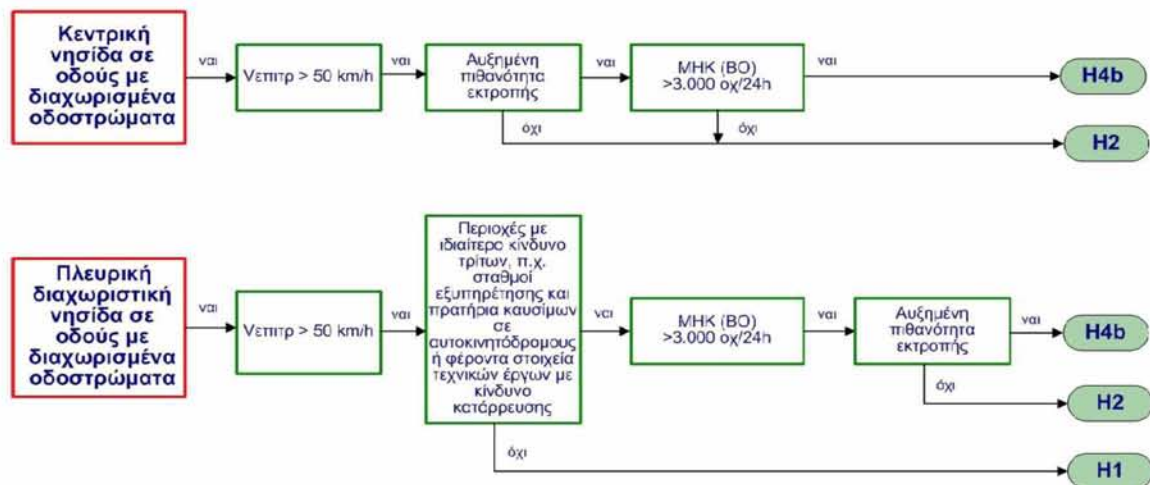 Κεντρική
νησίδα σε
οδούς με
διαχωρισμένα
οδοστρώματα
ναι
Vεπιτρ > 50 km/h
ναι
Αυξημένη
πιθανότητα
εκτροπής
ναι
ΜΗΚ (ΒΟ)
>3.000 οχ/24h
ναι
H4b
όχι
όχι
H2
Πλευρική
διαχωριστική
νησίδα σε
οδούς με
διαχωρισμένα
οδοστρώματα
ναι
Vεπιτρ > 50 km/h
ναι
Περιοχές με
ιδιαίτερο κίνδυνο
τρίτων, π.χ.
σταθμοί
εξυπηρέτησης και
πρατήρια καυσίμων
σε
αυτοκινητόδρομους
ή φέροντα στοιχεία
τεχνικών έργων με
κίνδυνο
κατάρρευσης
ναι
ΜΗΚ (ΒΟ)
>3.000 οχ/24h
ναι
Αυξημένη
πιθανότητα
εκτροπής
ναι
H4b
όχι
H2
όχι
H1